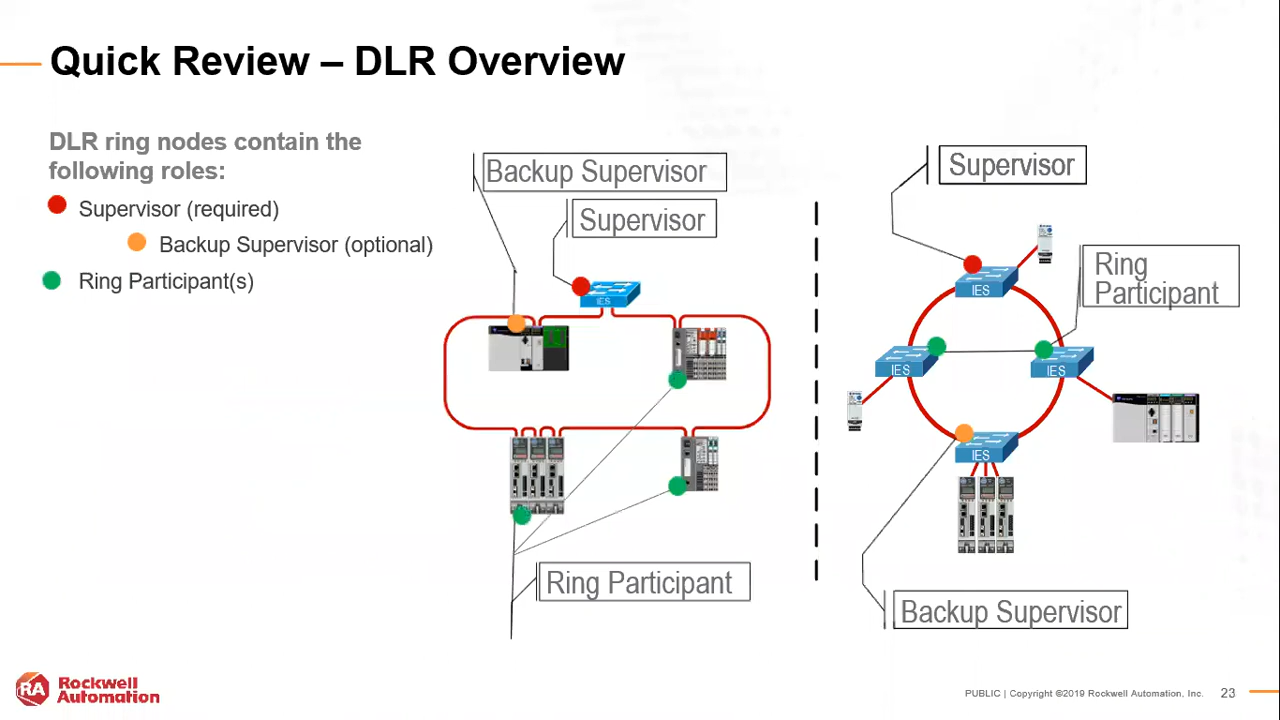 Quick Review – DLR Overview
DLR ring nodes contain the
following roles:
Supervisor (required)
Backup Supervisor (optional)
Ring Participant(s)
Backup Supervisor
Supervisor
IES
Ring Participant
Supervisor
Ring
Participant
IES
IES
IES
IES
Backup Supervisor
RA
Rockwell
Automation
PUBLIC | Copyright ©2019 Rockwell Automation, Inc.
23